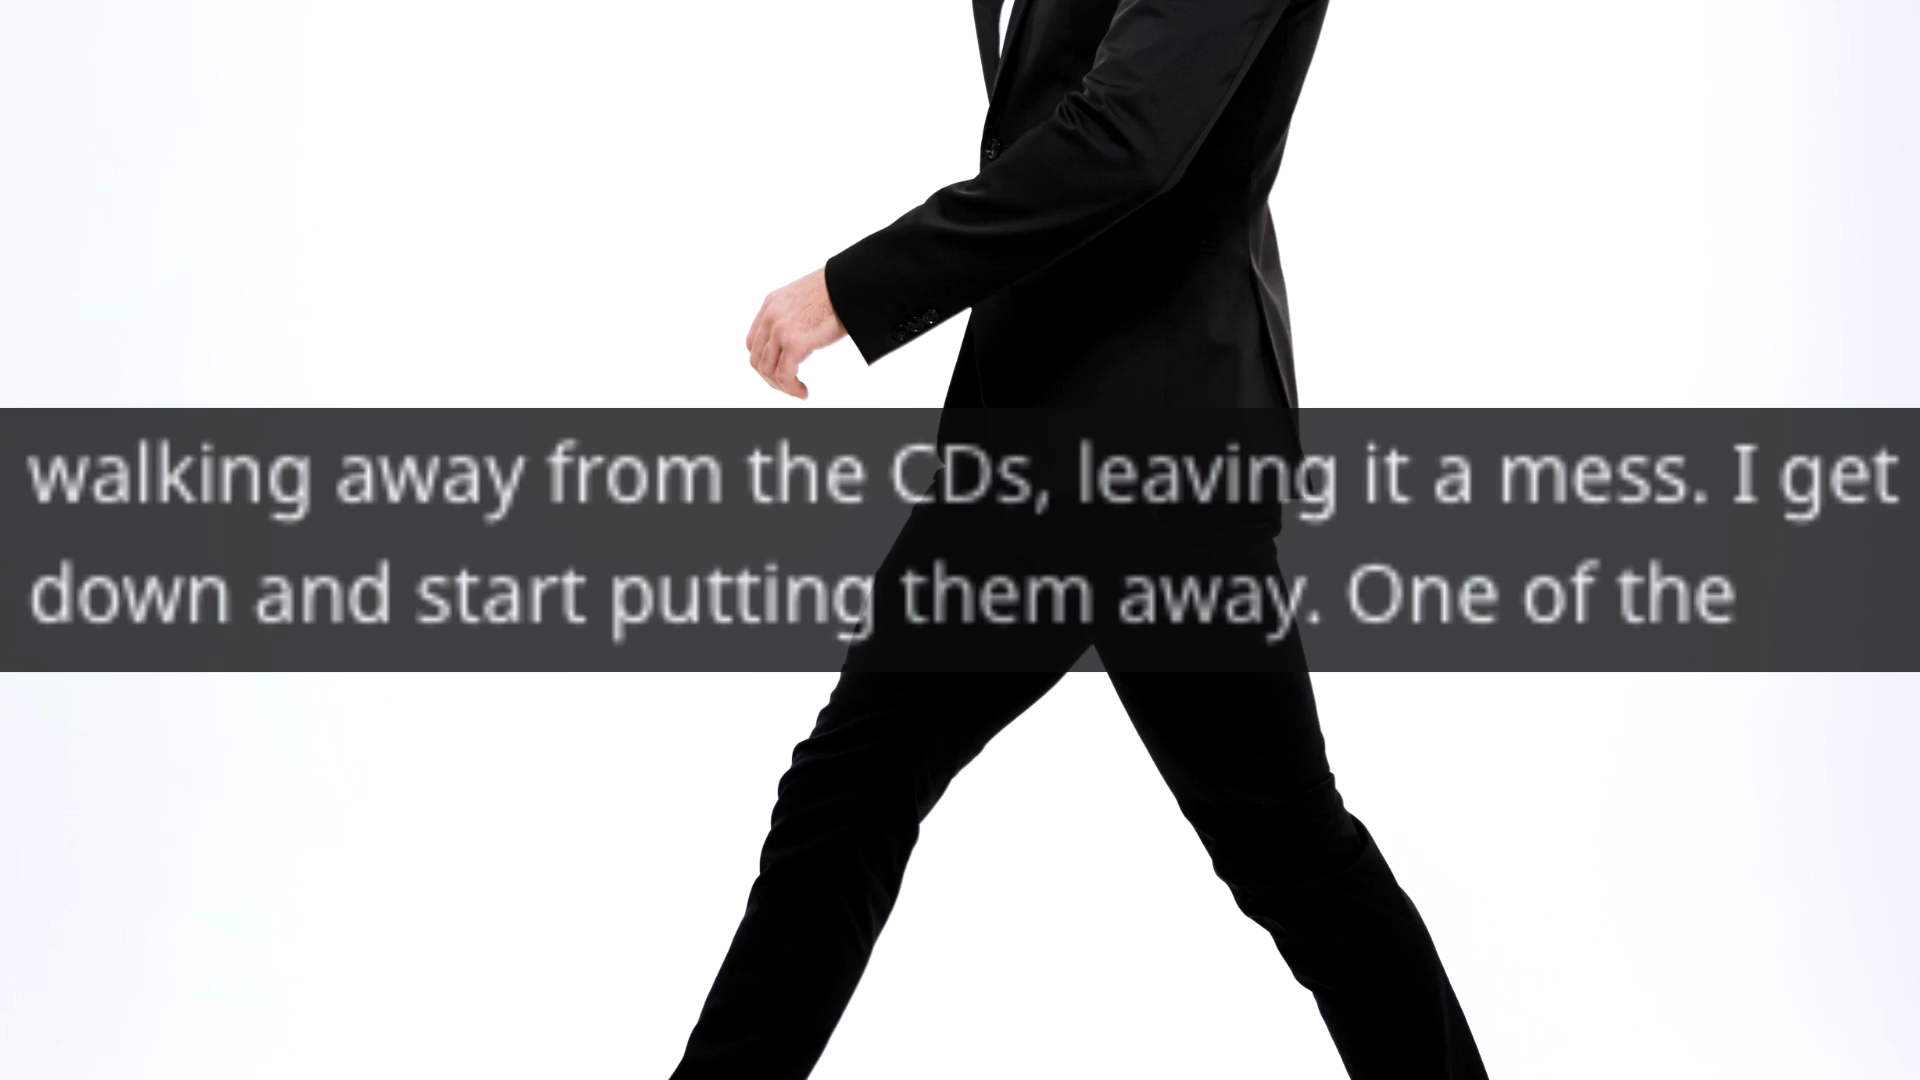 walking away from the CDs, leaving it a mess. I get
down and start putting them away. One of the